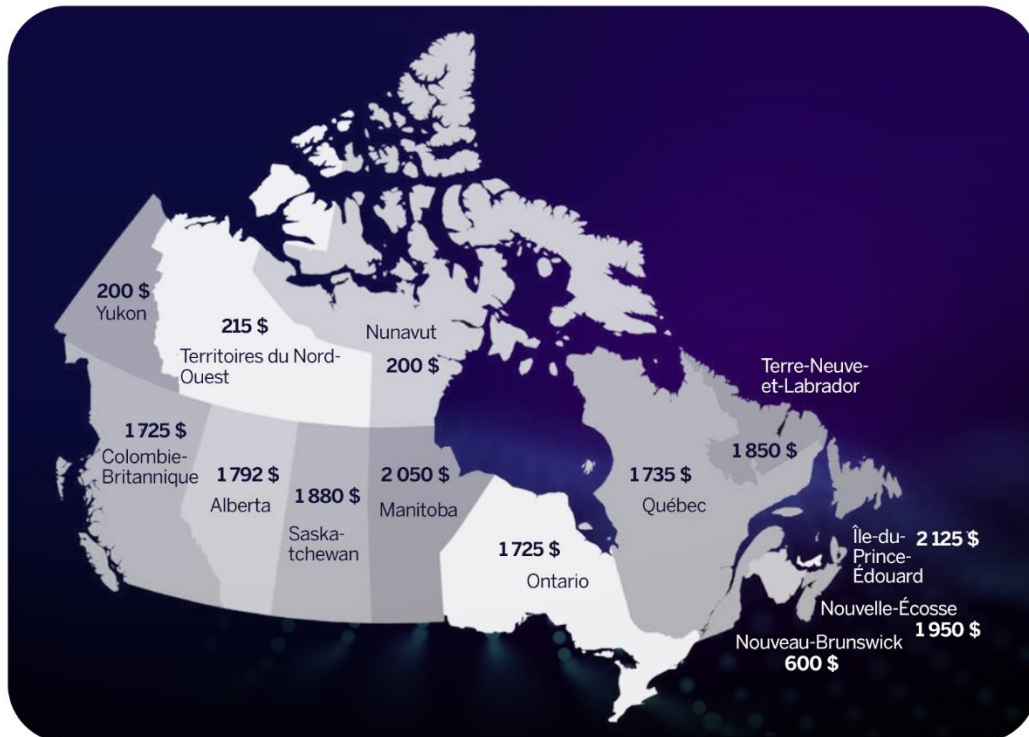 200 $
Yukon
215 $
Territoires du Nord-
Ouest
Nunavut
200 $
Terre-Neuve-
et-Labrador
1 850 $
1 725 $
Colombie-
Britannique
1 792 $
Alberta
1 880 $
Saska-
tchewan
2 050 $
Manitoba
1 725 $
Ontario
1 735 $
Québec
Île-du- 2 125 $
Prince-
Édouard
Nouvelle-Écosse
1 950 $
Nouveau-Brunswick
600 $